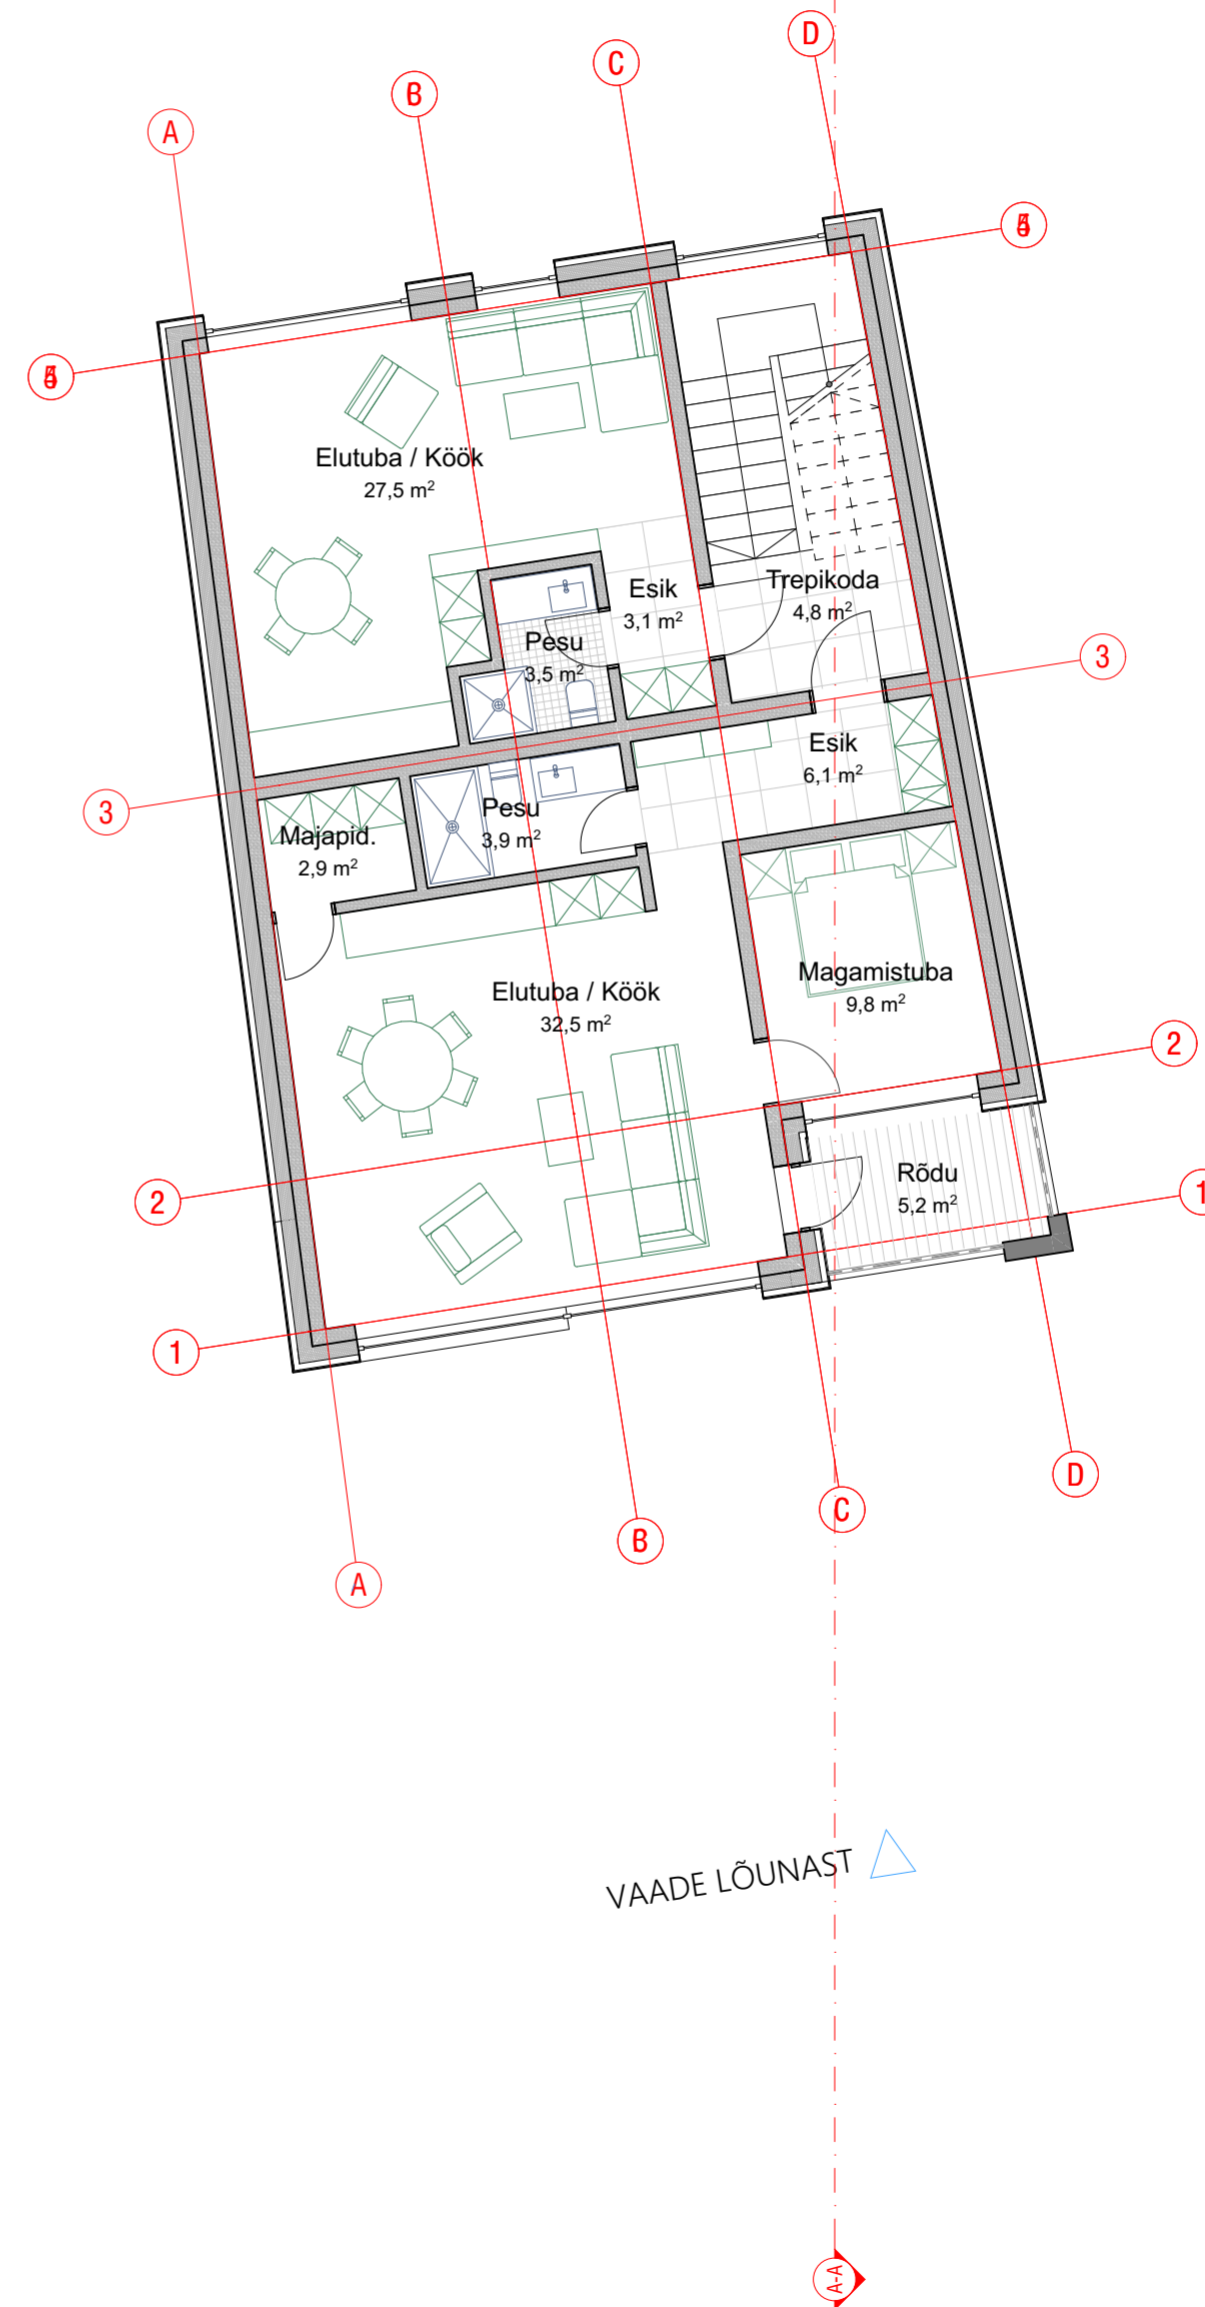 D
C
B
A
Elutuba / Köök
27,5 m²
Esik
3,1 m²
Trepikoda
4,8 m²
Pesu
3,5 m²
3
Esik
6,1 m²
3
Pesu
3,9 m²
Majapid.
2,9 m²
Magamistuba
9,8 m²
Elutuba / Köök
32,5 m²
2
Rõdu
5,2 m²
2
1
1
D
C
B
A
VAADE LÕUNAST
A-A